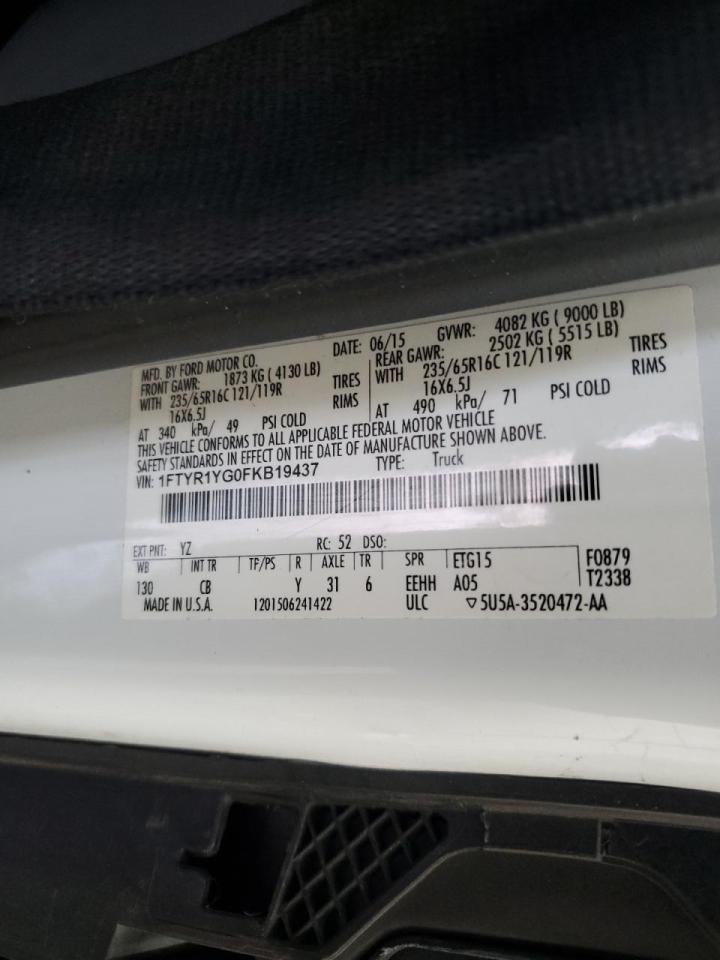 MFD. BY FORD MOTOR CO. DATE: 06/15 GVWR: 4082 KG ( 9000 LB)
FRONT GAWR: 1873 KG ( 4130 LB) REAR GAWR: 2502 KG ( 5515 LB)
WITH 235/65R16C 121/119R TIRES WITH 235/65R16C 121/119R TIRES
16X6.5J RIMS 16X6.5J RIMS
AT 340 kPa/ 49 PSI COLD AT 490 kPa/ 71 PSI COLD
THIS VEHICLE CONFORMS TO ALL APPLICABLE FEDERAL MOTOR VEHICLE
SAFETY STANDARDS IN EFFECT ON THE DATE OF MANUFACTURE SHOWN ABOVE.
VIN: 1FTYR1YG0FKB19437 TYPE: Truck
EXT PNT: YZ RC: 52 DSO:
WB INT TR TP/PS R AXLE TR SPR ETG15 F0879
130 CB Y 31 6 EEHH A05 T2338
MADE IN U.S.A. 1201506241422 ULC ▽5U5A-3520472-AA